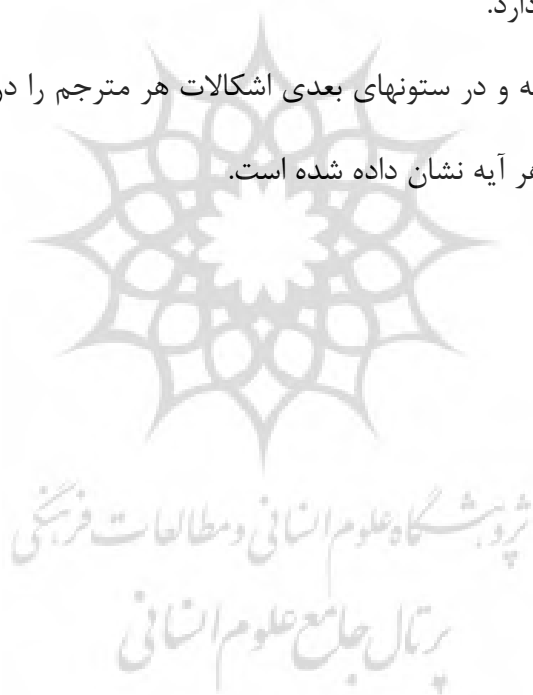 دارد.
ه و در ستونهای بعدی اشکالات هر مترجم را در
هر آیه نشان داده شده است.
پژوهشگاه علوم انسانی و مطالعات فرهنگی
پرتال جامع علوم انسانی